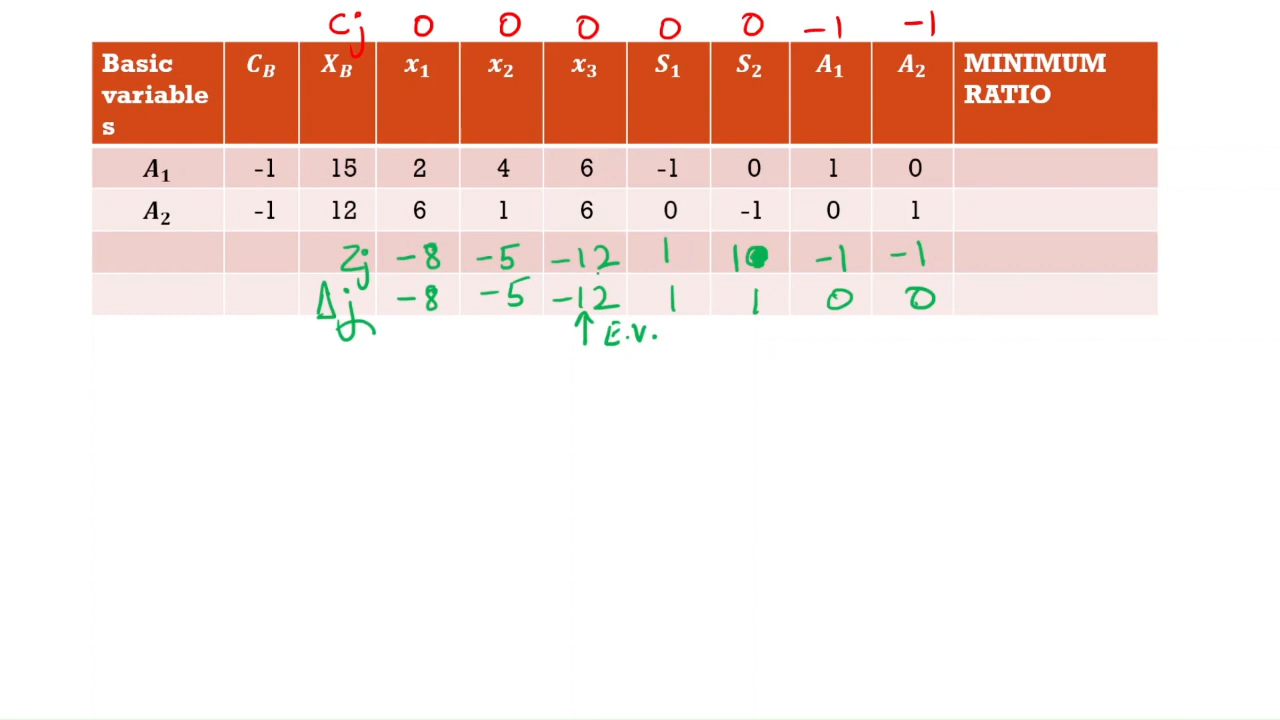 Cj 0 0 0 0 0 -1 -1
Basic variables C_B X_B x₁ x₂ x₃ S₁ S₂ A₁ A₂ MINIMUM RATIO
A₁ -1 15 2 4 6 -1 0 1 0
A₂ -1 12 6 1 6 0 -1 0 1
Zj -8 -5 -12 1 1 -1 -1
Δj -8 -5 -12 1 1 0 0
↑ E.V.